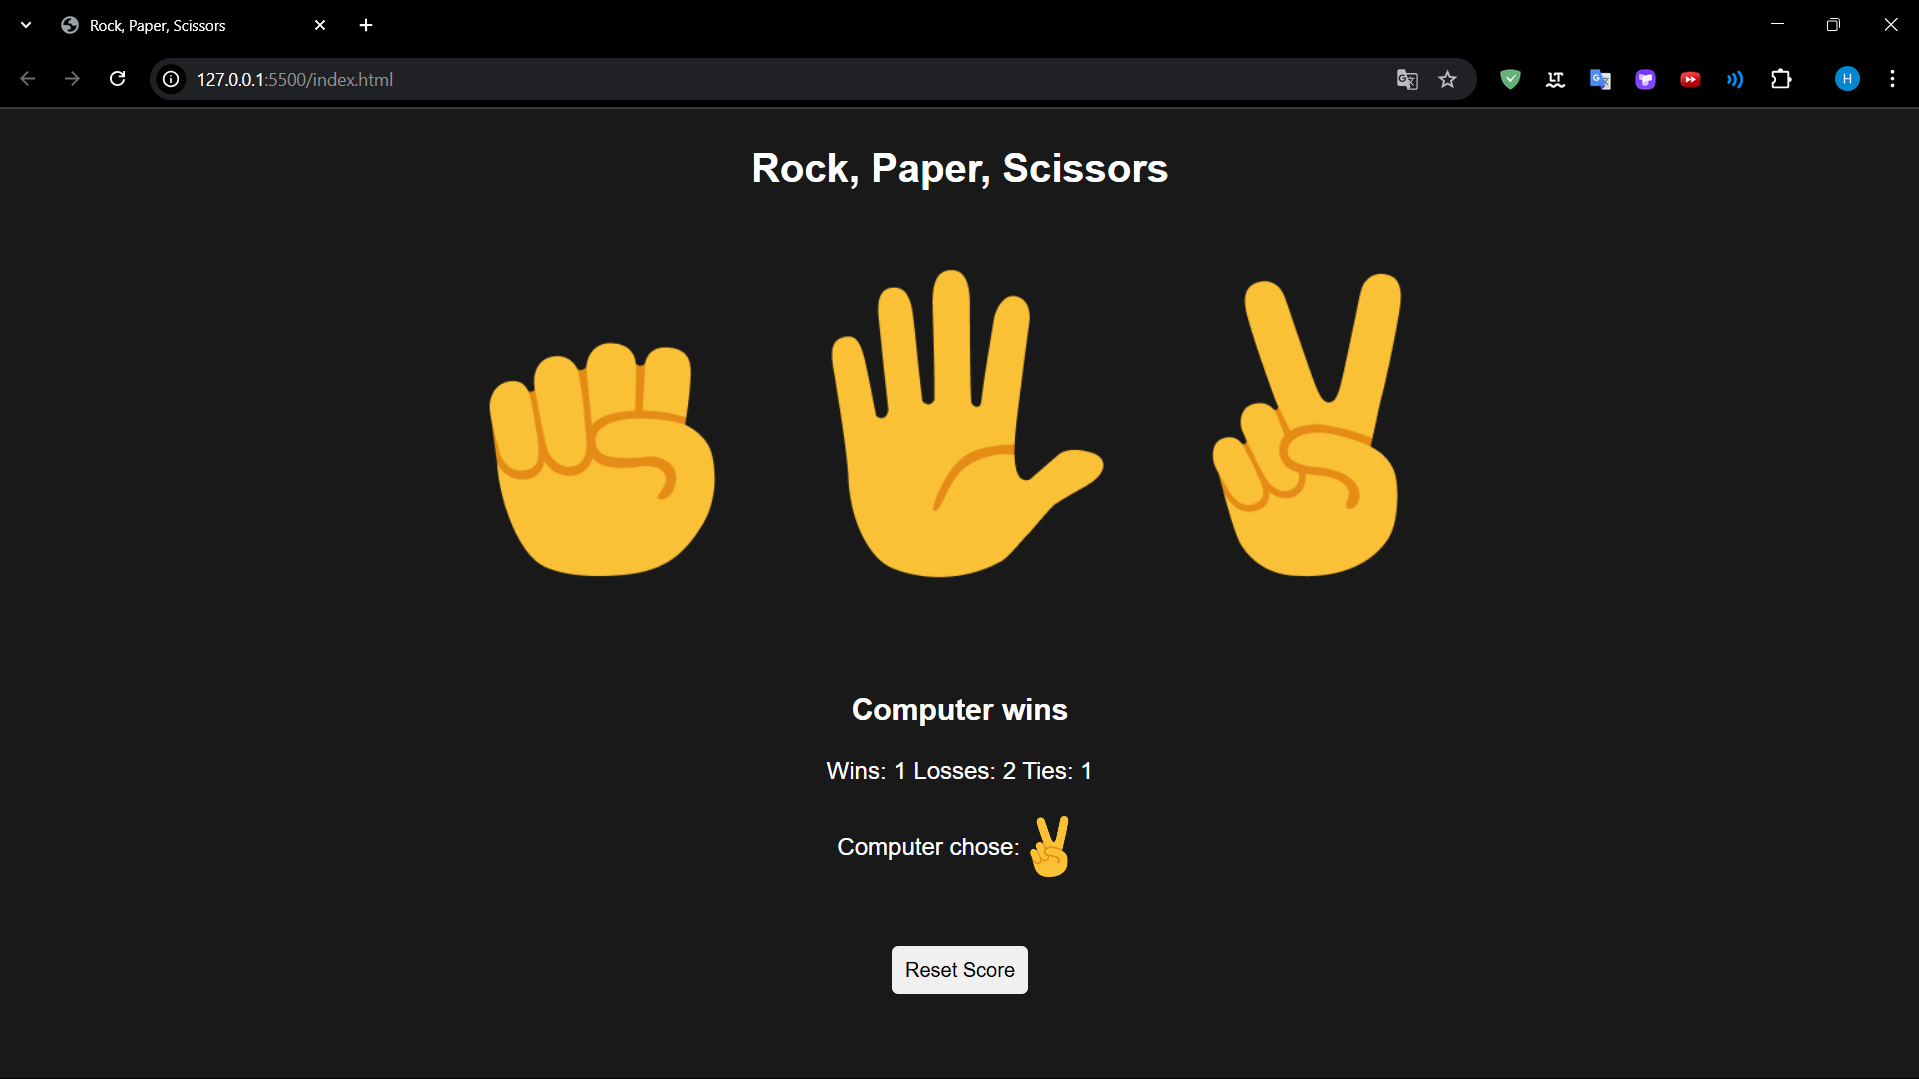 Rock, Paper, Scissors
127.0.0.1:5500/index.html
H
Rock, Paper, Scissors
Computer wins
Wins: 1 Losses: 2 Ties: 1
Computer chose:
Reset Score